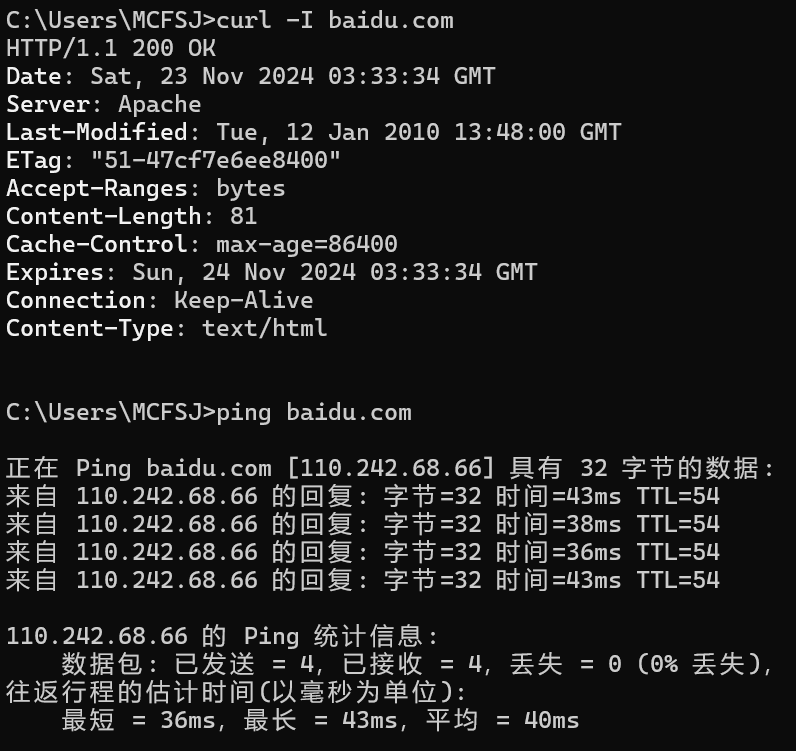 C:\Users\MCFSJ>curl -I baidu.com
HTTP/1.1 200 OK
Date: Sat, 23 Nov 2024 03:33:34 GMT
Server: Apache
Last-Modified: Tue, 12 Jan 2010 13:48:00 GMT
ETag: "51-47cf7e6ee8400"
Accept-Ranges: bytes
Content-Length: 81
Cache-Control: max-age=86400
Expires: Sun, 24 Nov 2024 03:33:34 GMT
Connection: Keep-Alive
Content-Type: text/html
C:\Users\MCFSJ>ping baidu.com
正在 Ping baidu.com [110.242.68.66] 具有 32 字节的数据:
来自 110.242.68.66 的回复: 字节=32 时间=43ms TTL=54
来自 110.242.68.66 的回复: 字节=32 时间=38ms TTL=54
来自 110.242.68.66 的回复: 字节=32 时间=36ms TTL=54
来自 110.242.68.66 的回复: 字节=32 时间=43ms TTL=54
110.242.68.66 的 Ping 统计信息:
    数据包: 已发送 = 4, 已接收 = 4, 丢失 = 0 (0% 丢失),
往返行程的估计时间(以毫秒为单位):
    最短 = 36ms, 最长 = 43ms, 平均 = 40ms